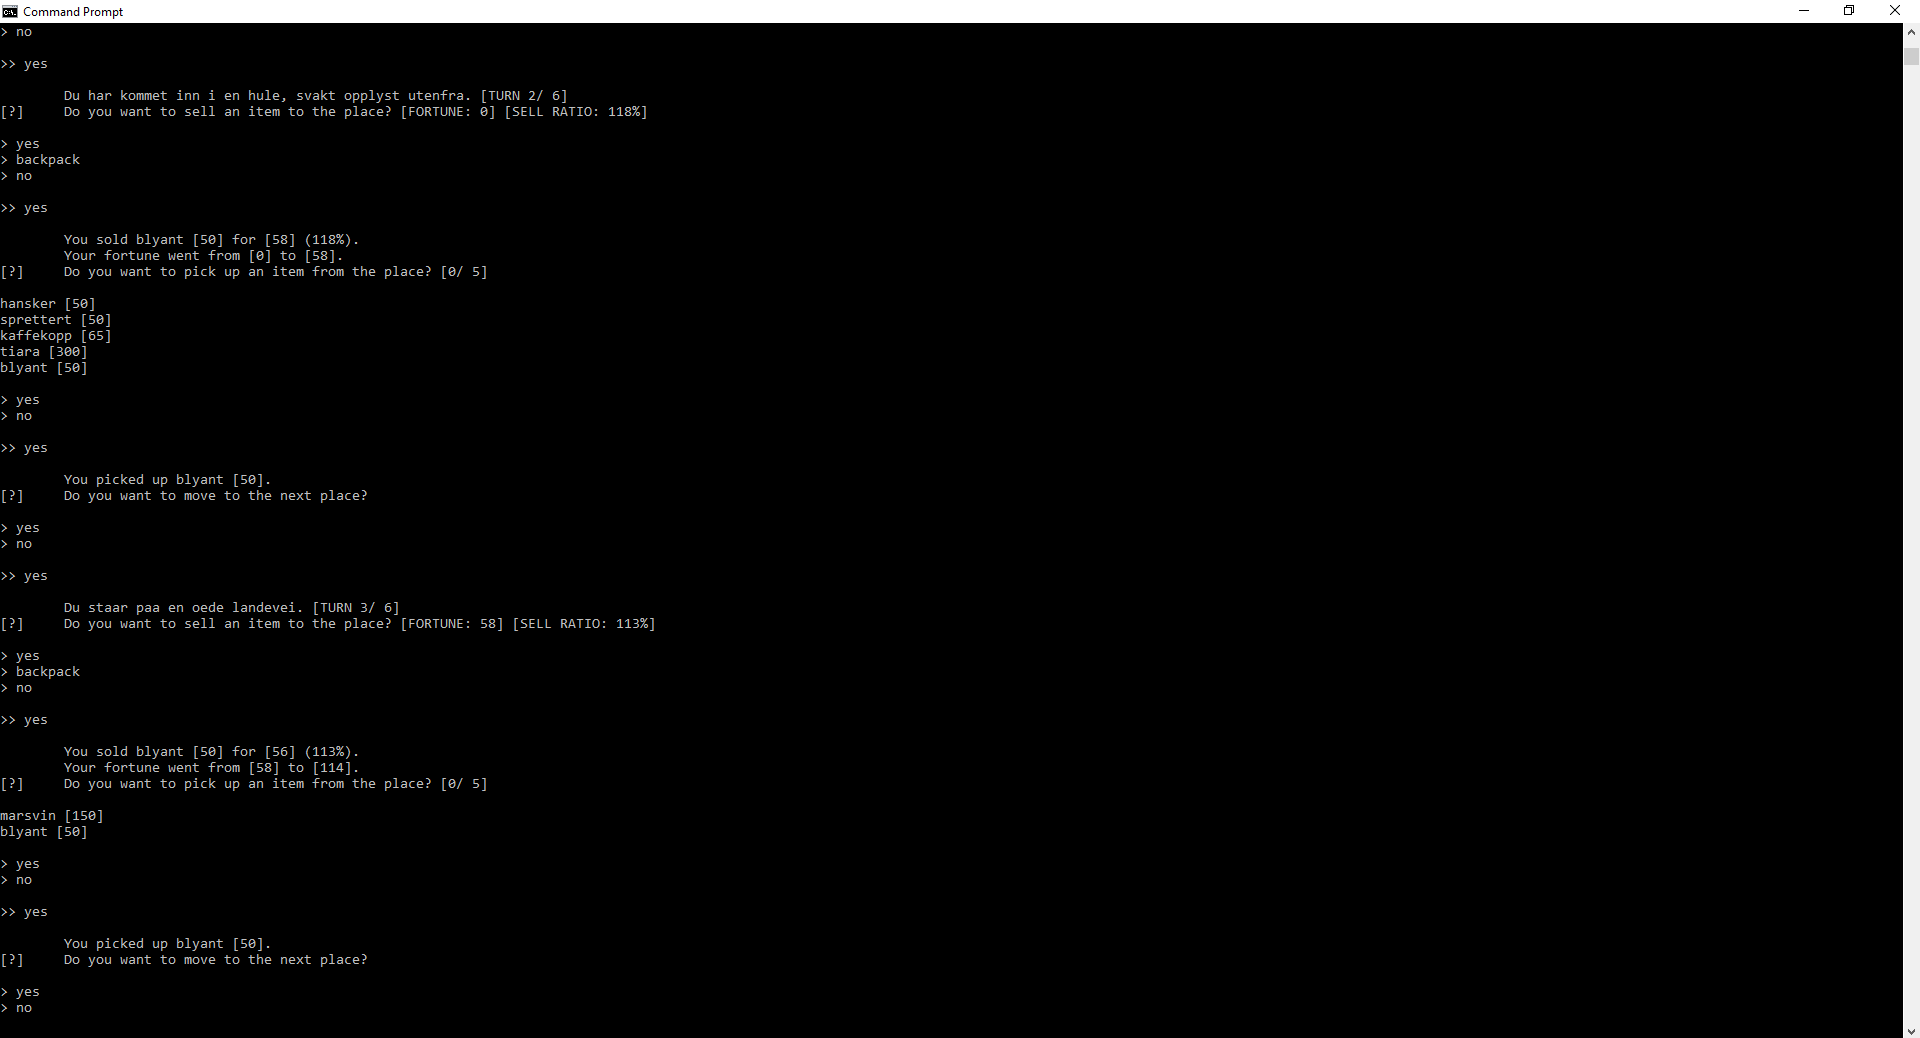 Command Prompt
> no
>> yes
Du har kommet inn i en hule, svakt opplyst utenfra. [TURN 2/ 6]
[?] Do you want to sell an item to the place? [FORTUNE: 0] [SELL RATIO: 118%]
> yes
> backpack
> no
>> yes
You sold blyant [50] for [58] (118%).
Your fortune went from [0] to [58].
[?] Do you want to pick up an item from the place? [0/ 5]
hansker [50]
sprettert [50]
kaffekopp [65]
tiara [300]
blyant [50]
> yes
> no
>> yes
You picked up blyant [50].
[?] Do you want to move to the next place?
> yes
> no
>> yes
Du staar paa en oede landevei. [TURN 3/ 6]
[?] Do you want to sell an item to the place? [FORTUNE: 58] [SELL RATIO: 113%]
> yes
> backpack
> no
>> yes
You sold blyant [50] for [56] (113%).
Your fortune went from [58] to [114].
[?] Do you want to pick up an item from the place? [0/ 5]
marsvin [150]
blyant [50]
> yes
> no
>> yes
You picked up blyant [50].
[?] Do you want to move to the next place?
> yes
> no